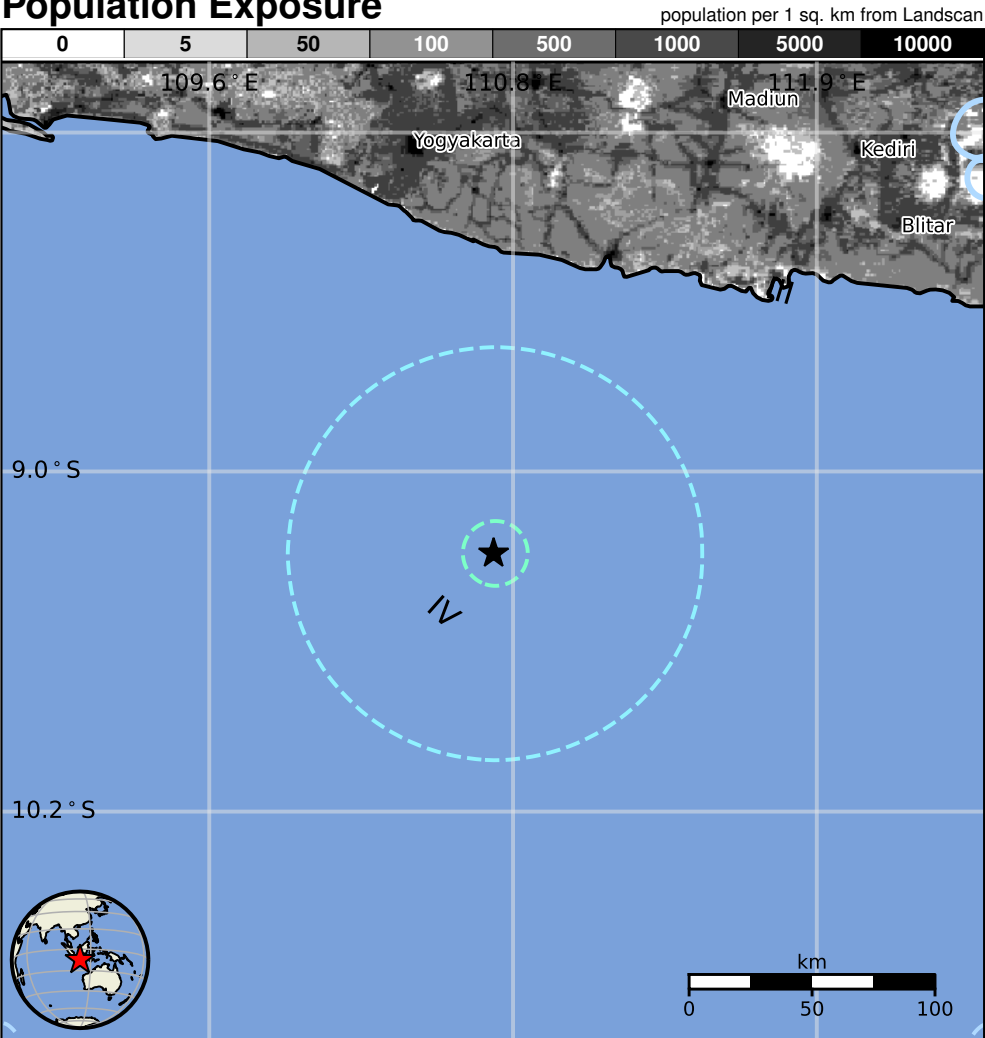 Population Exposure
population per 1 sq. km from Landscan
0 5 50 100 500 1000 5000 10000
109.6°E 110.8°E 111.9°E
Madiun
Yogyakarta
Kediri
Blitar
9.0°S
IV
10.2°S
km
0 50 100